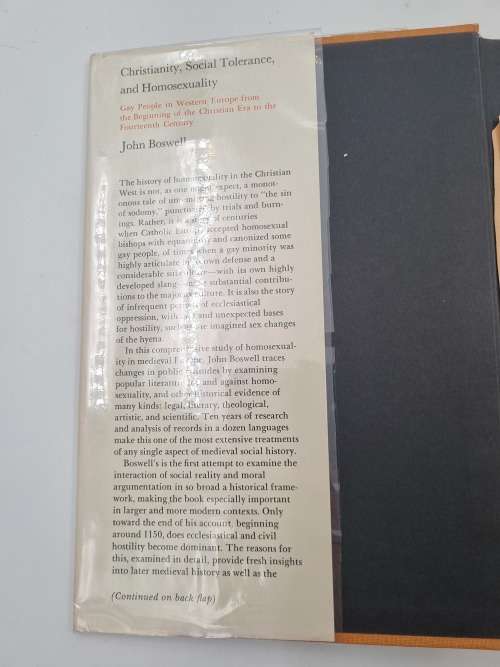 Christianity, Social Tolerance,
and Homosexuality
Gay People in Western Europe from
the Beginning of the Christian Era to the
Fourteenth Century
John Boswell
The history of homosexuality in the Christian
West is not, as one might expect, a monot-
onous tale of unremitting hostility to "the sin
of sodomy," punctuated by trials and burn-
ings. Rather, it is a of centuries
when Catholic Europe accepted homosexual
bishops with equanimity and canonized some
gay people, of times when a gay minority was
highly articulate in its own defense and a
considerable subculture—with its own highly
developed slang—made substantial contribu-
tions to the majority culture. It is also the story
of infrequent periods of ecclesiastical
oppression, with and unexpected bases
for hostility, such as the imagined sex changes
of the hyena.
In this comprehensive study of homosexual-
ity in medieval Europe, John Boswell traces
changes in public attitudes by examining
popular literature for and against homo-
sexuality, and other historical evidence of
many kinds: legal, literary, theological,
artistic, and scientific. Ten years of research
and analysis of records in a dozen languages
make this one of the most extensive treatments
of any single aspect of medieval social history.
Boswell's is the first attempt to examine the
interaction of social reality and moral
argumentation in so broad a historical frame-
work, making the book especially important
in larger and more modern contexts. Only
toward the end of his account, beginning
around 1150, does ecclesiastical and civil
hostility become dominant. The reasons for
this, examined in detail, provide fresh insights
into later medieval history as well as the
(Continued on back flap)